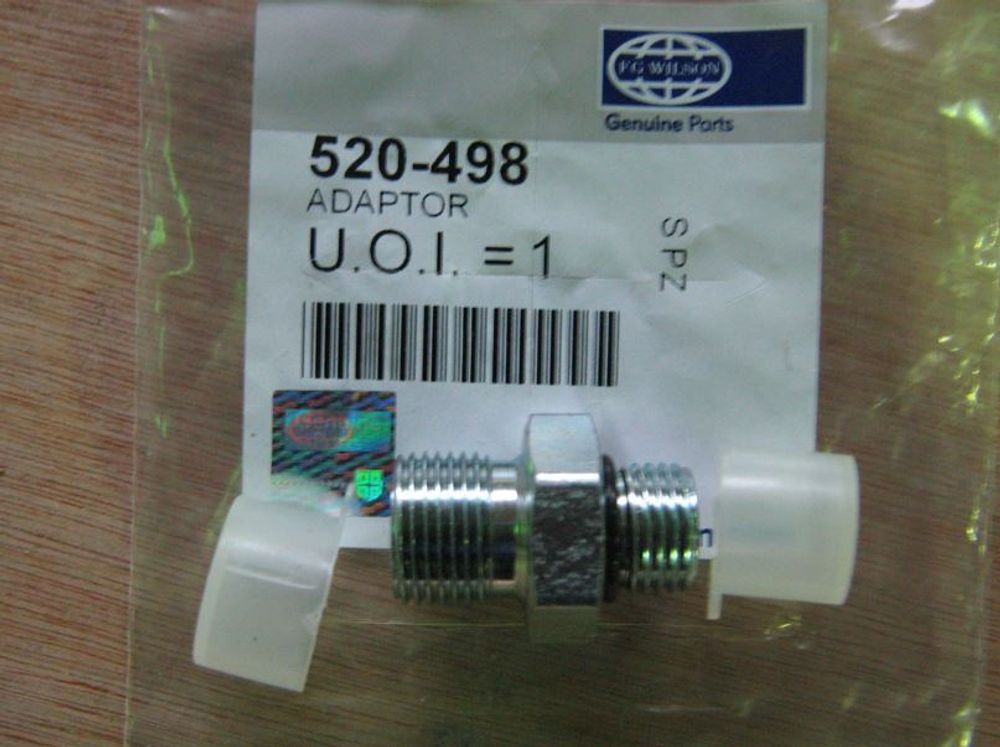 FG WILSON
Genuine Parts
520-498
ADAPTOR
U.O.I. = 1
SPZ